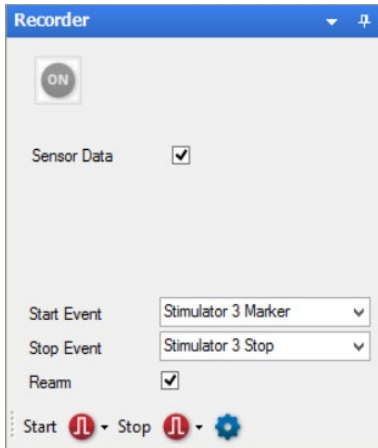 Recorder
ON
Sensor Data
Start Event Stimulator 3 Marker
Stop Event Stimulator 3 Stop
Rearm
Start Stop